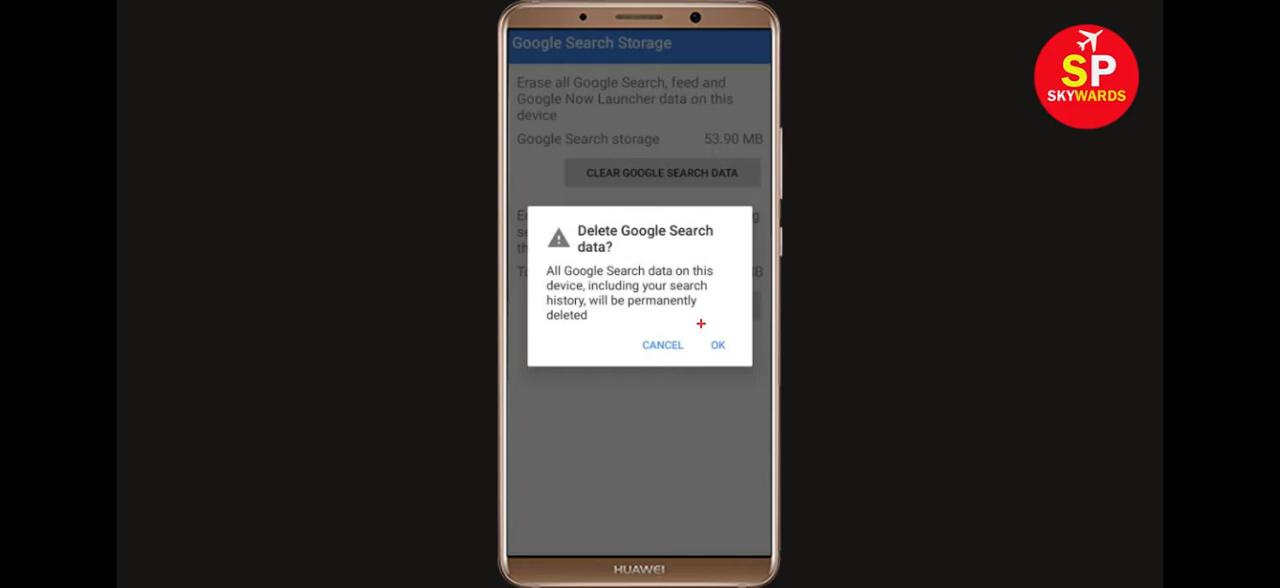 Google Search Storage
Erase all Google Search, feed and
Google Now Launcher data on this
device
Google Search storage 53.90 MB
CLEAR GOOGLE SEARCH DATA
Delete Google Search
data?
All Google Search data on this
device, including your search
history, will be permanently
deleted
CANCEL OK
HUAWEI
SP
SKYWARDS